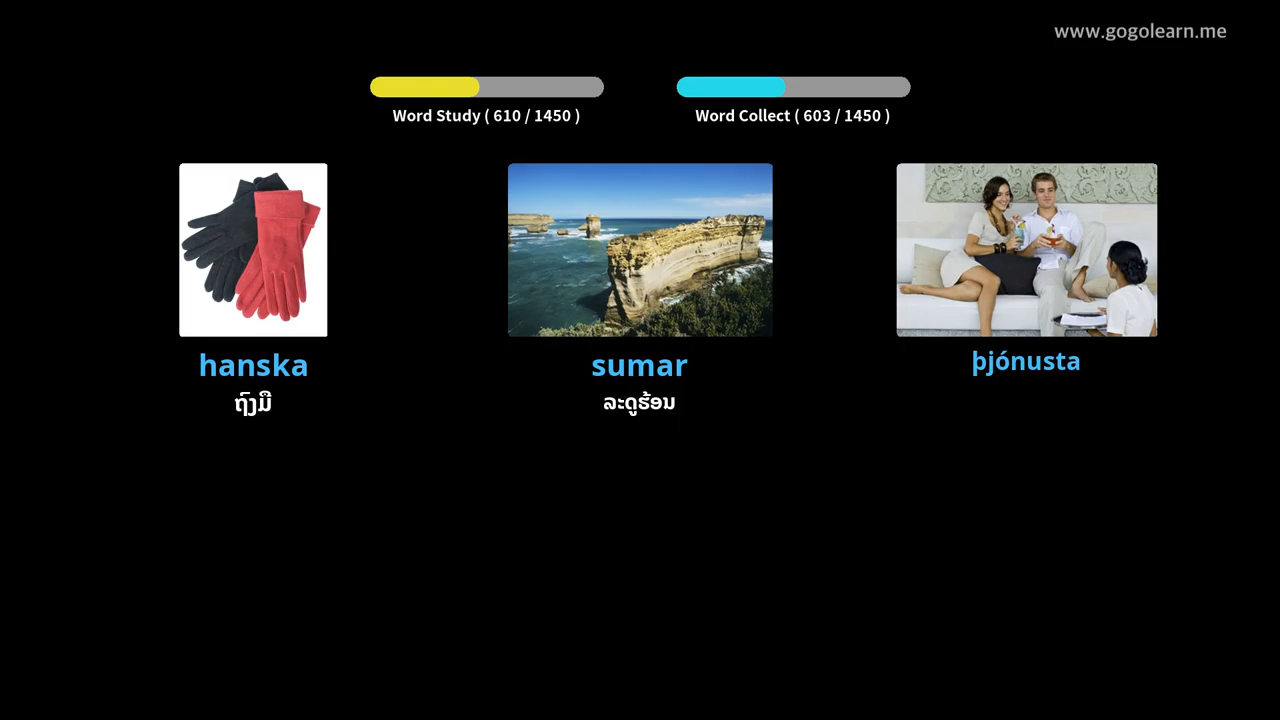 www.gogolearn.me
Word Study ( 610 / 1450 )
Word Collect ( 603 / 1450 )
hanska
ຖົງມື
sumar
ລະດູຮ້ອນ
þjónusta